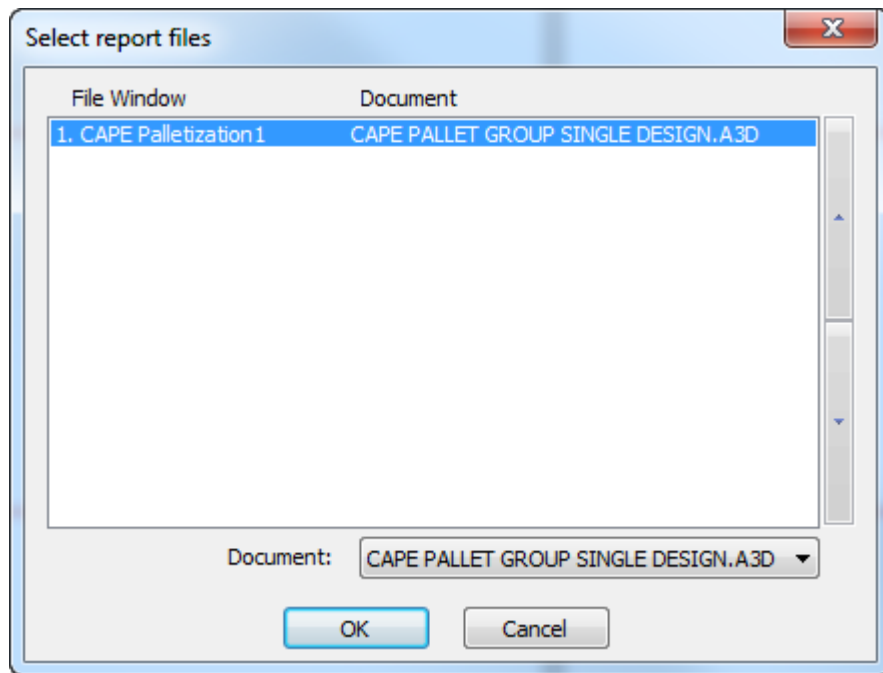 Select report files
File Window Document
1. CAPE Palletization1 CAPE PALLET GROUP SINGLE DESIGN.A3D
Document: CAPE PALLET GROUP SINGLE DESIGN.A3D
OK Cancel